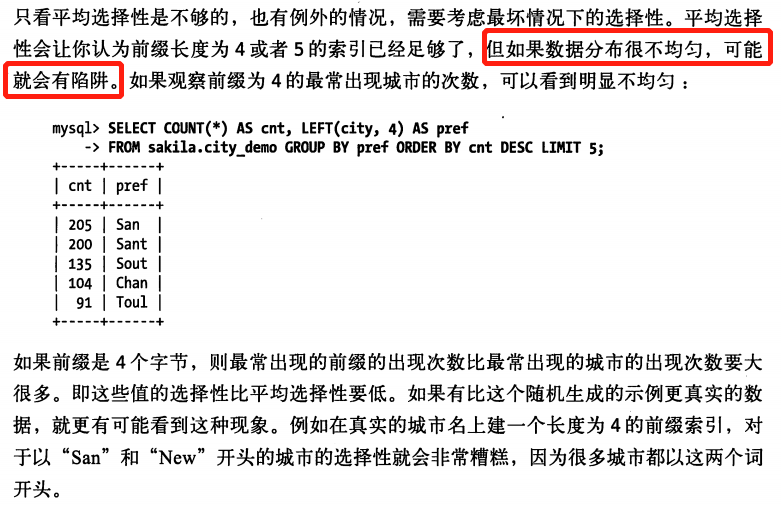 只看平均选择性是不够的，也有例外的情况，需要考虑最坏情况下的选择性。平均选择
性会让你认为前缀长度为 4 或者 5 的索引已经足够了，但如果数据分布很不均匀，可能
就会有陷阱。如果观察前缀为 4 的最常出现城市的次数，可以看到明显不均匀：
mysql> SELECT COUNT(*) AS cnt, LEFT(city, 4) AS pref
-> FROM sakila.city_demo GROUP BY pref ORDER BY cnt DESC LIMIT 5;
+-----+------+
| cnt | pref |
+-----+------+
| 205 | San |
| 200 | Sant |
| 135 | Sout |
| 104 | Chan |
| 91 | Toul |
+-----+------+
如果前缀是 4 个字节，则最常出现的前缀的出现次数比最常出现的城市的出现次数要大
很多。即这些值的选择性比平均选择性要低。如果有比这个随机生成的示例更真实的数
据，就更有可能看到这种现象。例如在真实的城市名上建一个长度为 4 的前缀索引，对
于以“San”和“New”开头的城市的选择性就会非常糟糕，因为很多城市都以这两个词
开头。